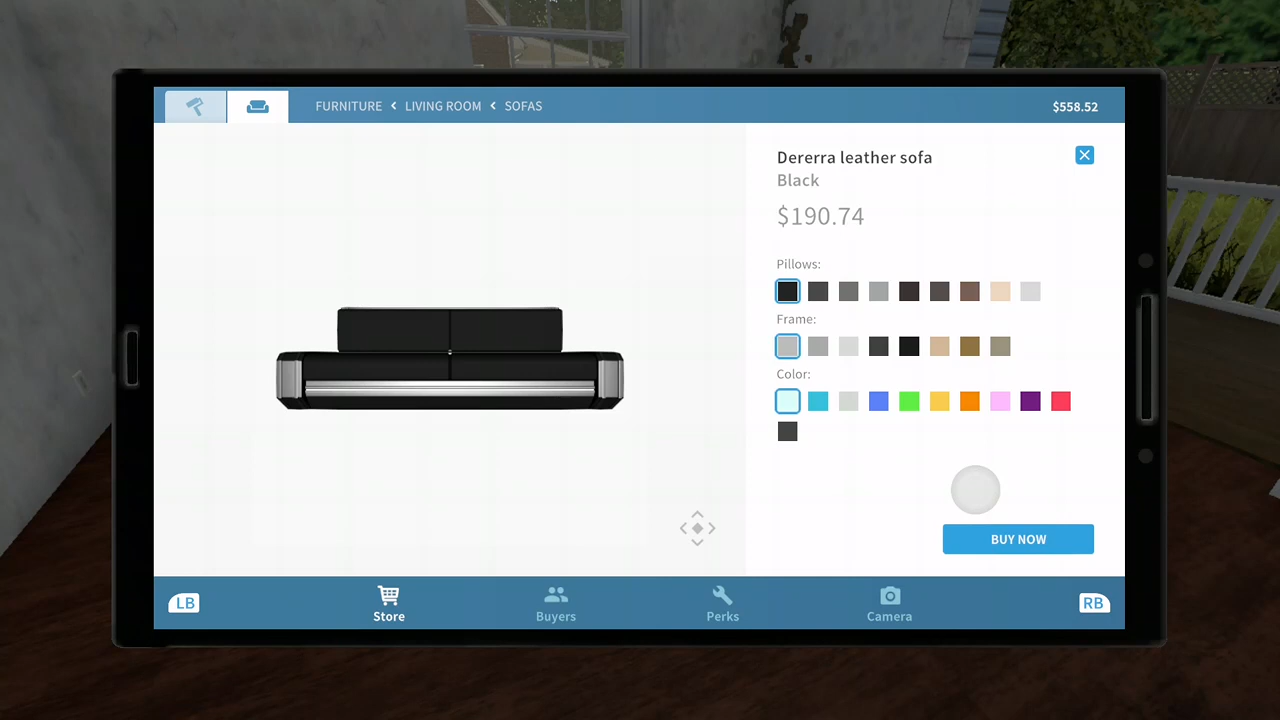 FURNITURE < LIVING ROOM < SOFAS
$558.52
Dererra leather sofa
Black
$190.74
Pillows:
Frame:
Color:
BUY NOW
LB
Store
Buyers
Perks
Camera
RB